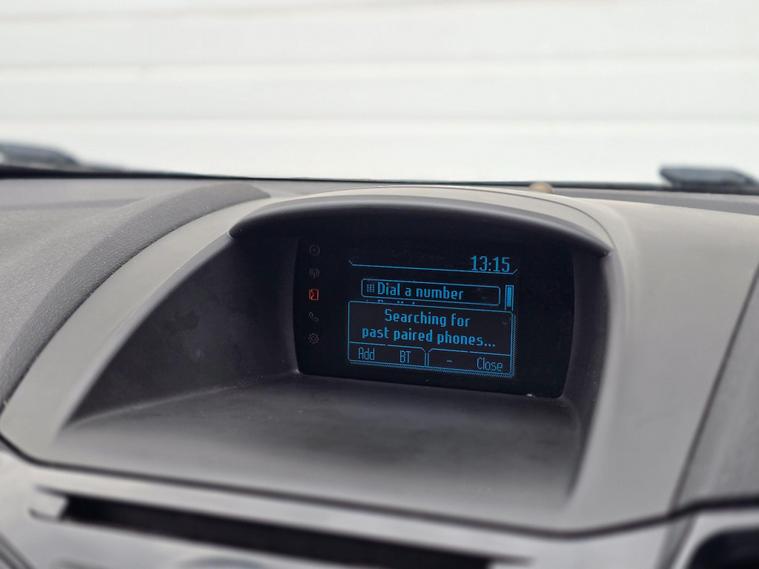 13:15
Dial a number
Searching for
past paired phones...
Add BT - Close